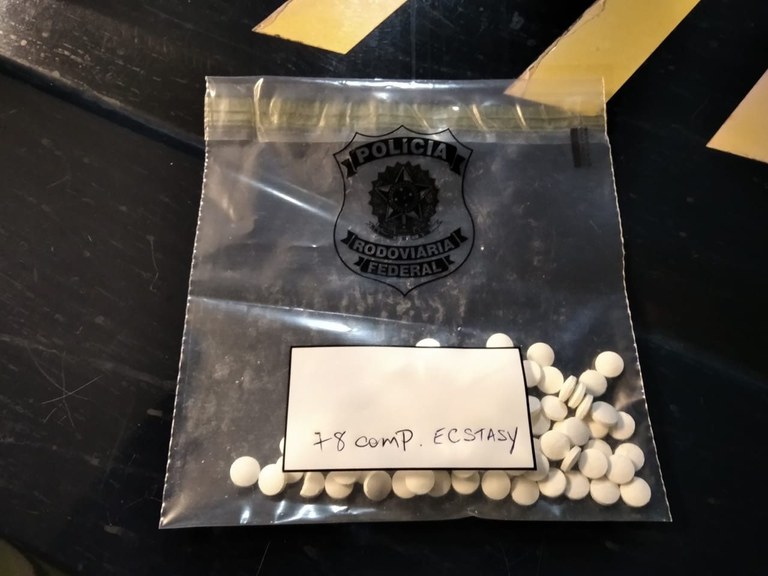 POLÍCIA
RODOVIÁRIA
FEDERAL
78 comP. ECSTASY